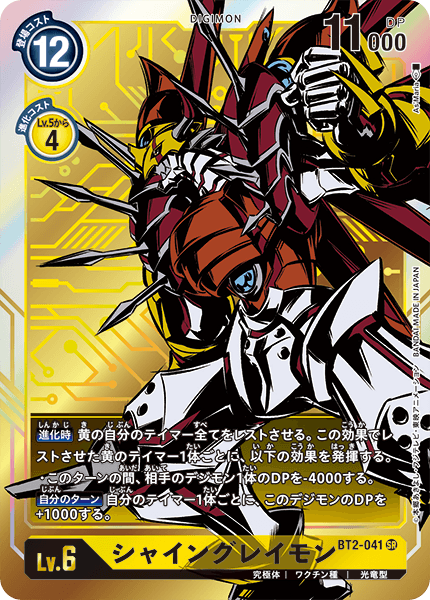 登場コスト
12
DIGIMON
11000
DP
進化コスト
Lv.5から
4
As'Maria
BANDAI,MADE IN JAPAN
進化時 黄の自分のテイマー全てをレストさせる。この効果でレ
ストさせた黄のテイマー1体ごとに、以下の効果を発揮する。
・このターンの間、相手のデジモン1体のDPを-4000する。
自分のターン 自分のテイマー1体ごとに、このデジモンのDPを
+1000する。
Lv.6
シャイングレイモン
BT2-041 SR
究極体 | ワクチン種 | 光竜型